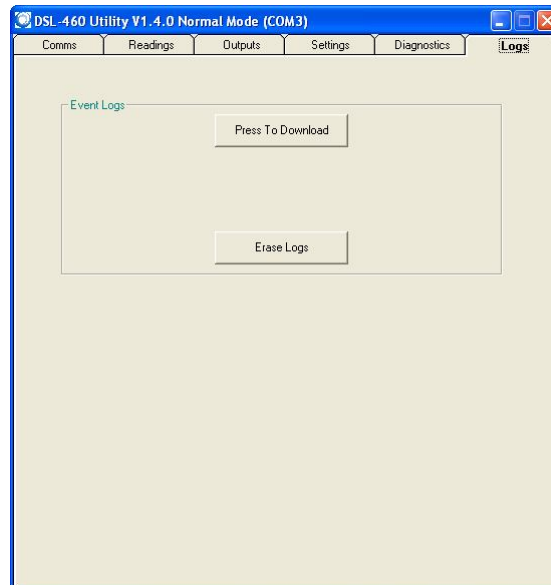 DSL-460 Utility V1.4.0 Normal Mode (COM3)
Comms Readings Outputs Settings Diagnostics Logs
Event Logs
Press To Download
Erase Logs